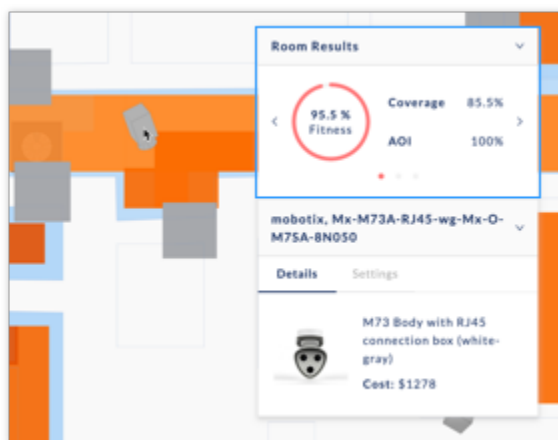 Room Results
95.5 %
Fitness
Coverage 85.5%
AOI 100%
mobotix, Mx-M73A-RJ45-wg-Mx-O-
M7SA-8N050
Details Settings
M73 Body with RJ45
connection box (white-
gray)
Cost: $1278